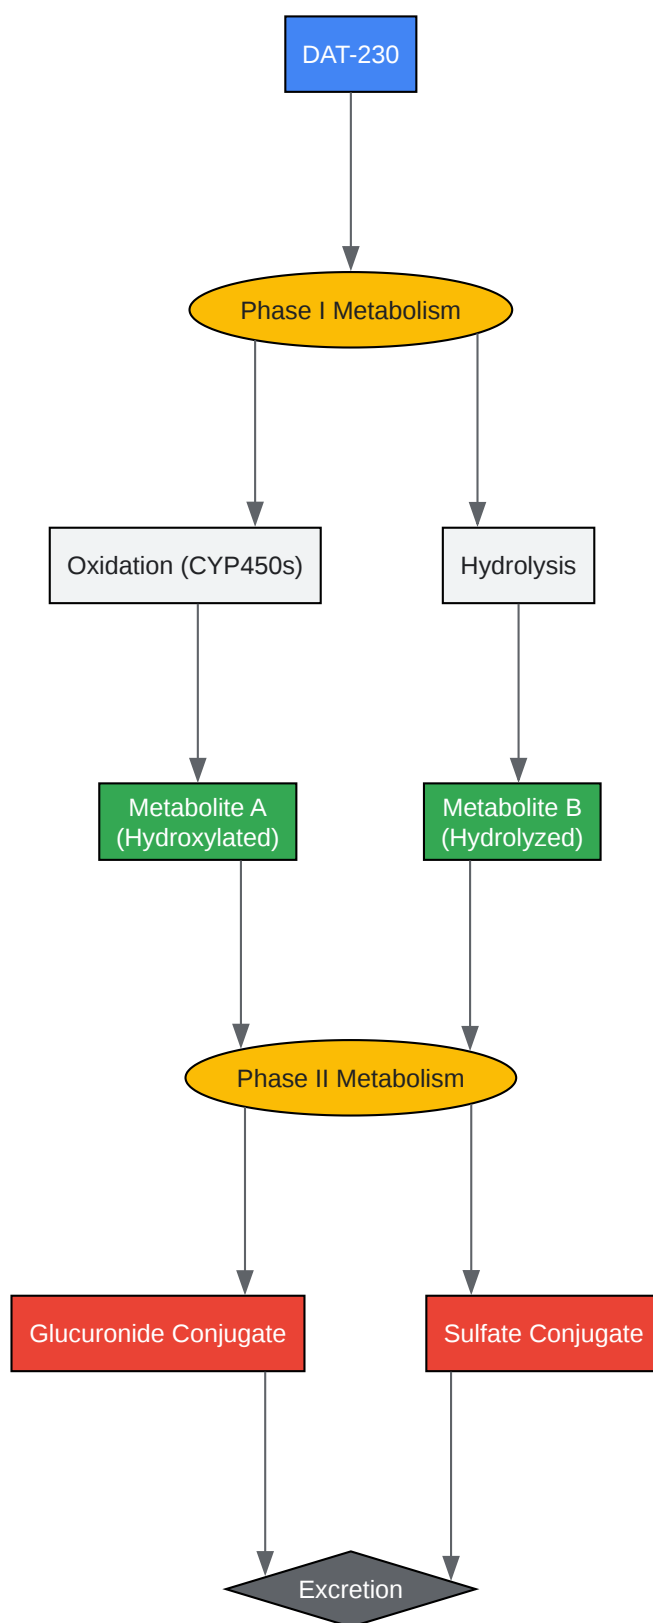 DAT-230
Phase I Metabolism
Oxidation (CYP450s)
Hydrolysis
Metabolite A
(Hydroxylated)
Metabolite B
(Hydrolyzed)
Phase II Metabolism
Glucuronide Conjugate
Sulfate Conjugate
Excretion